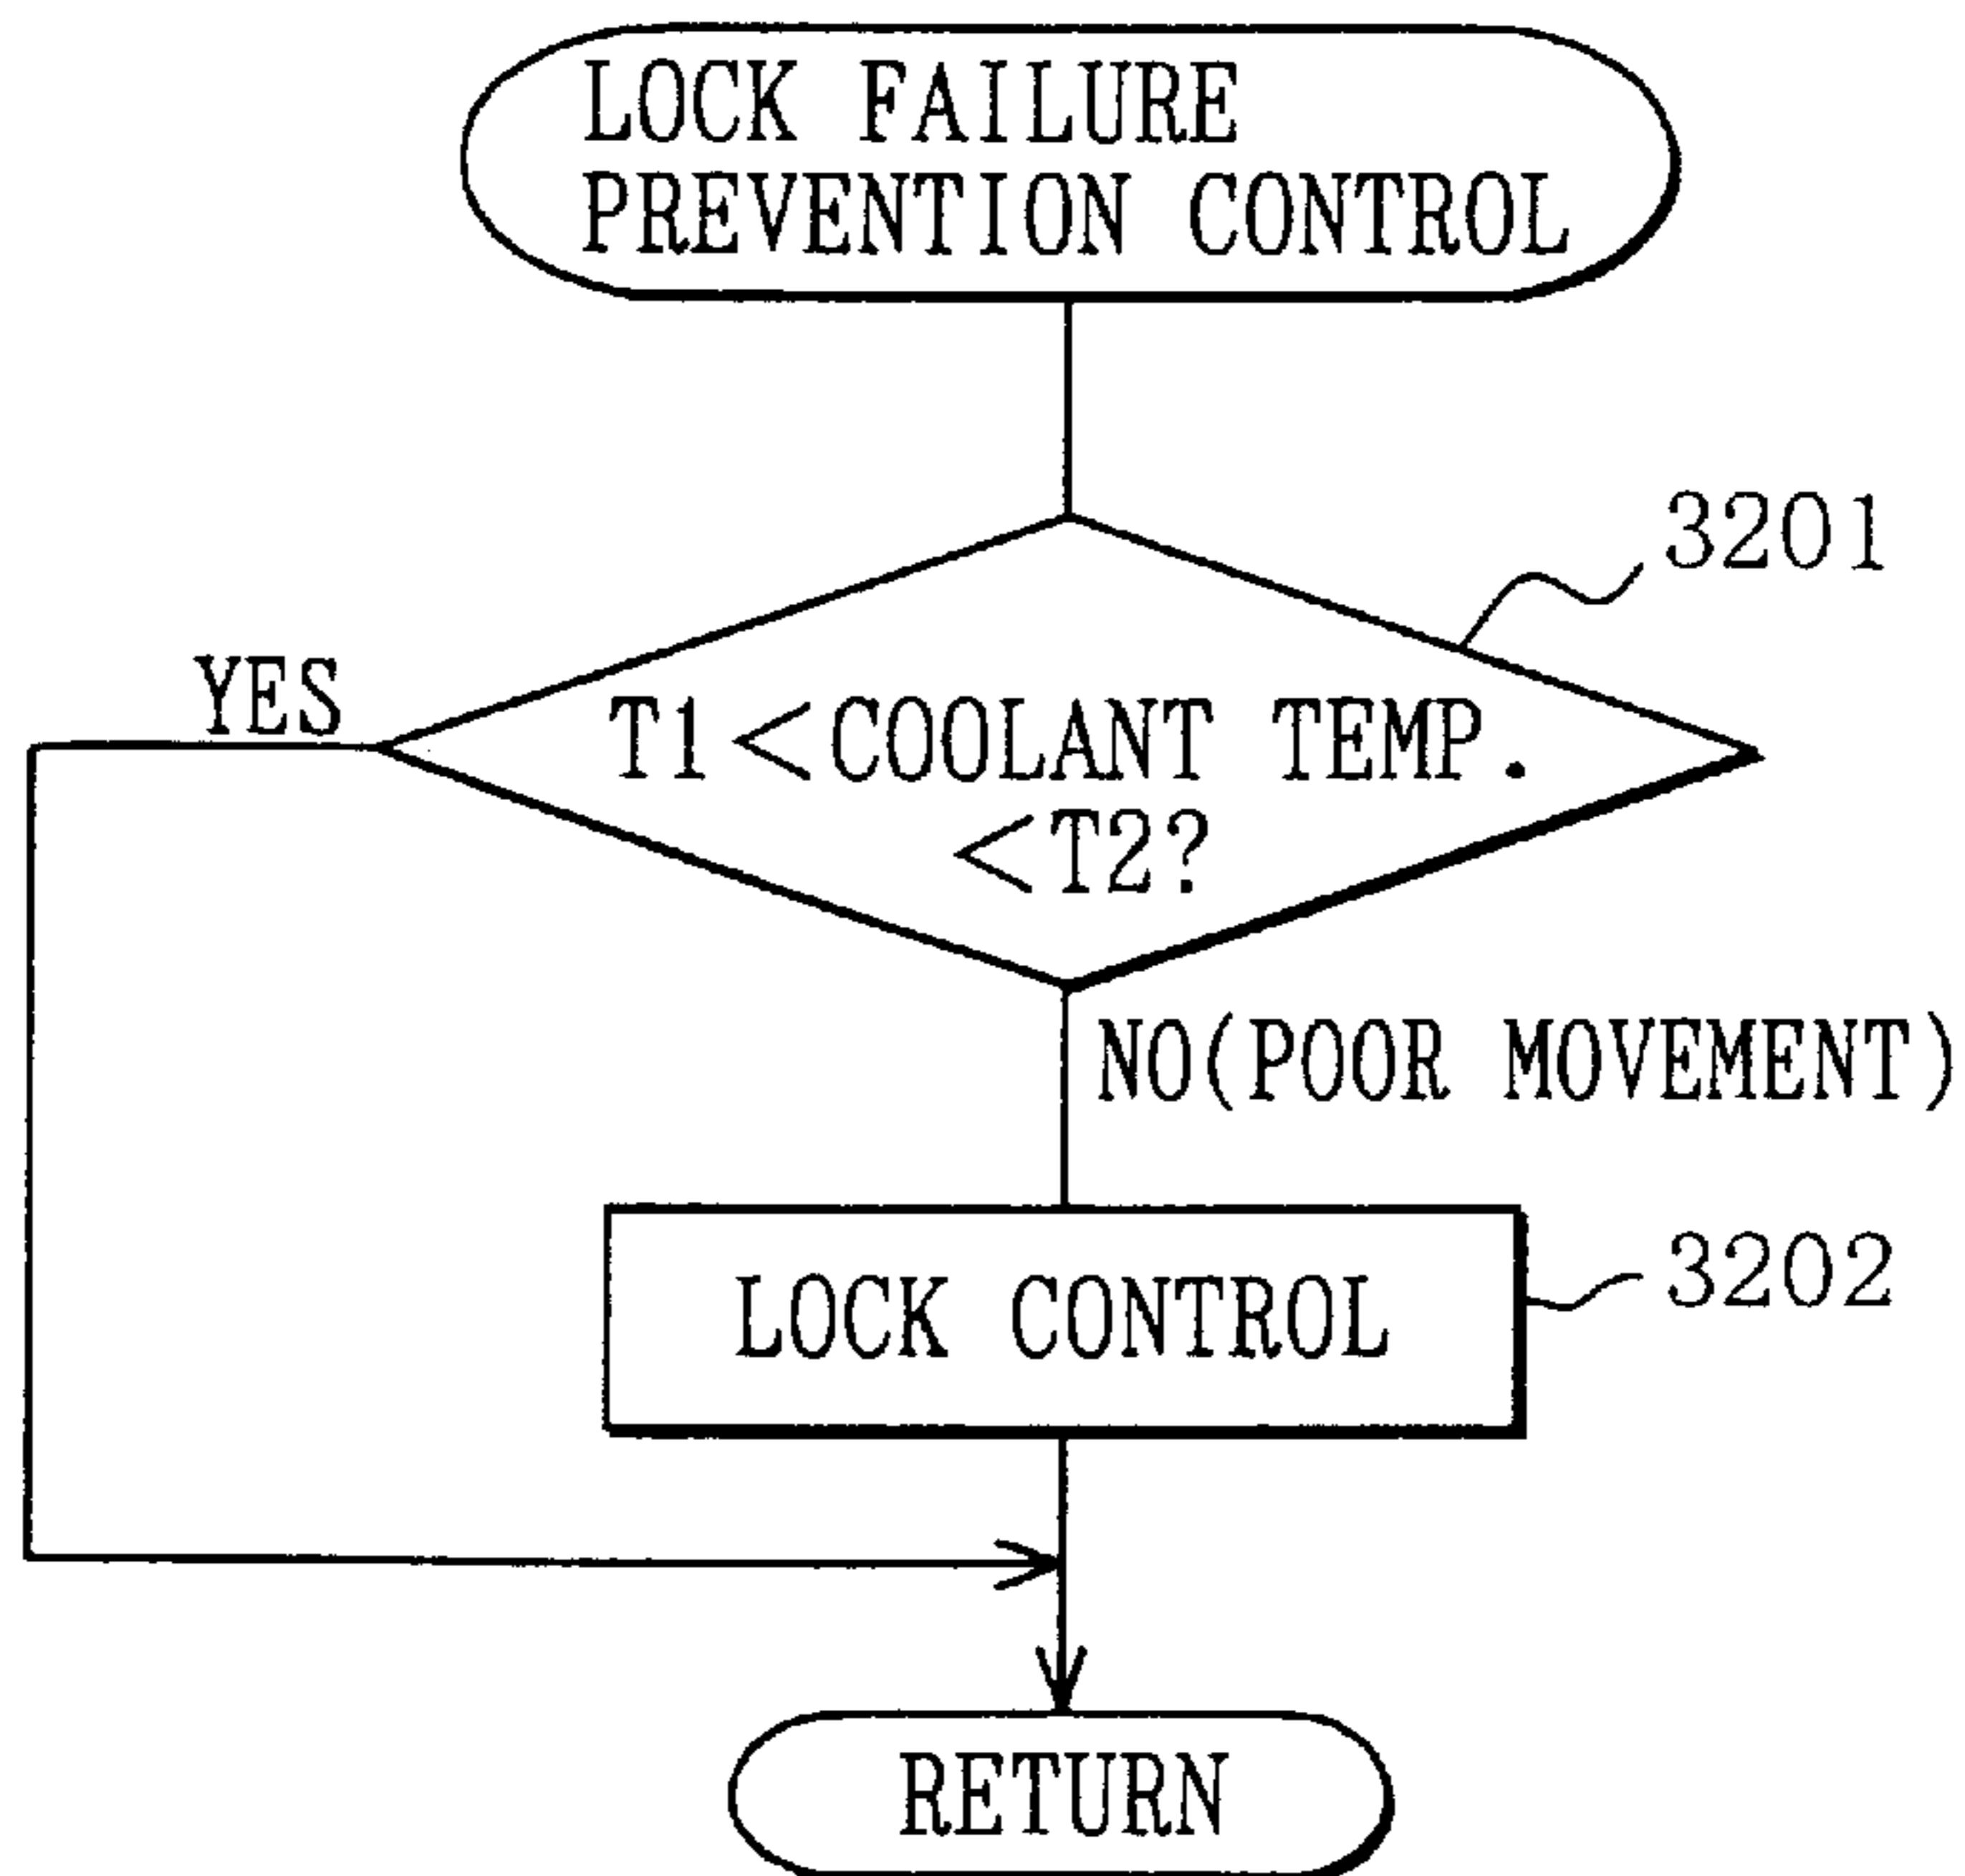 LOCK FAILURE
PREVENTION CONTROL
3201
YES
T1<COOLANT TEMP.
<T2?
NO(POOR MOVEMENT)
LOCK CONTROL
3202
RETURN